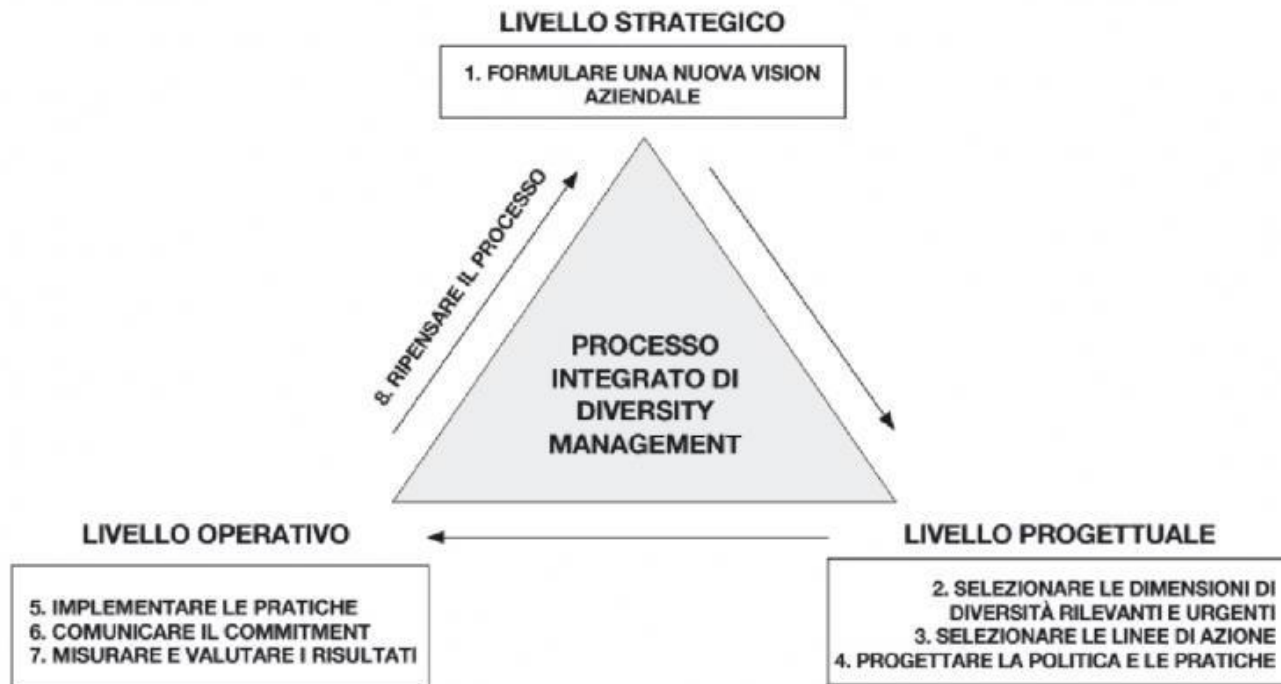 LIVELLO STRATEGICO
1. FORMULARE UNA NUOVA VISION
AZIENDALE
8. RIPENSARE IL PROCESSO
PROCESSO
INTEGRATO DI
DIVERSITY
MANAGEMENT
LIVELLO OPERATIVO
5. IMPLEMENTARE LE PRATICHE
6. COMUNICARE IL COMMITMENT
7. MISURARE E VALUTARE I RISULTATI
LIVELLO PROGETTUALE
2. SELEZIONARE LE DIMENSIONI DI
DIVERSITÀ RILEVANTI E URGENTI
3. SELEZIONARE LE LINEE DI AZIONE
4. PROGETTARE LA POLITICA E LE PRATICHE